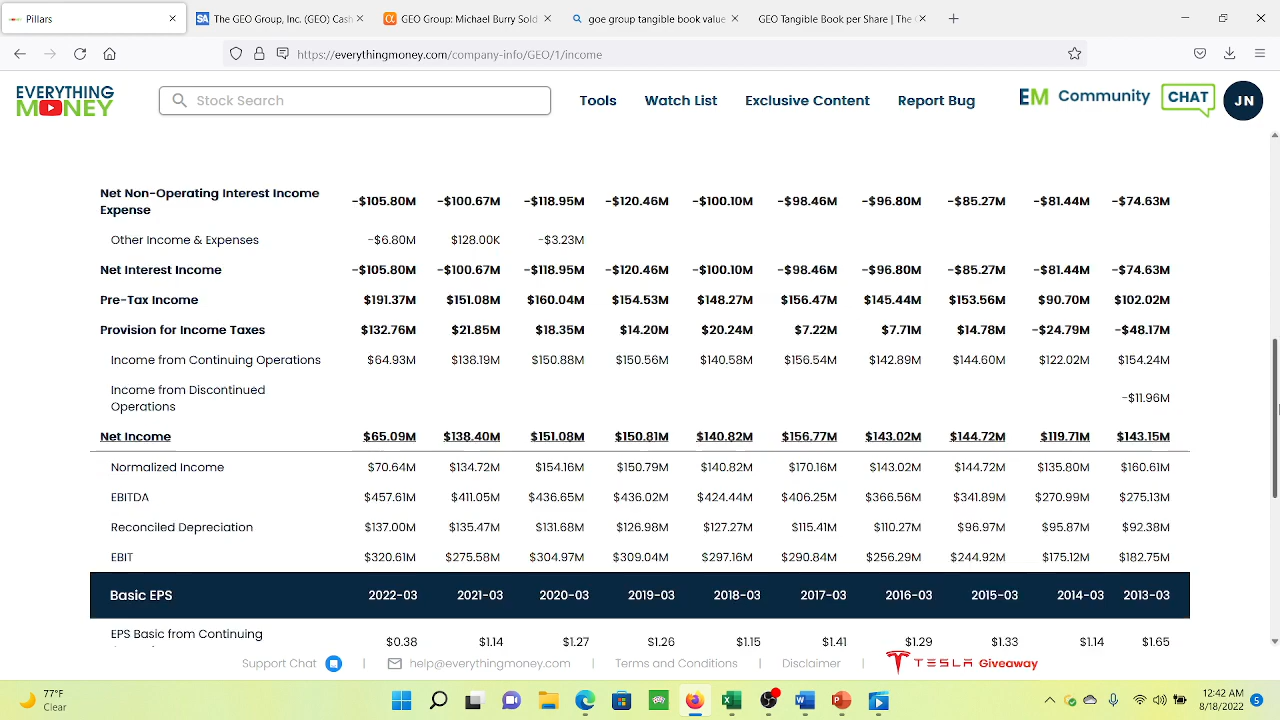 Pillars
The GEO Group, Inc. (GEO) Cash
GEO Group: Michael Burry Sold
goe group tangible book value
GEO Tangible Book per Share | The
https://everythingmoney.com/company-info/GEO/1/income
EVERYTHING
MONEY
Stock Search
Tools
Watch List
Exclusive Content
Report Bug
EM Community
CHAT
JN
Net Non-Operating Interest Income
Expense
-$105.80M -$100.67M -$118.95M -$120.46M -$100.10M -$98.46M -$96.80M -$85.27M -$81.44M -$74.63M
Other Income & Expenses -$6.80M $128.00K -$3.23M
Net Interest Income -$105.80M -$100.67M -$118.95M -$120.46M -$100.10M -$98.46M -$96.80M -$85.27M -$81.44M -$74.63M
Pre-Tax Income $191.37M $151.08M $160.04M $154.53M $148.27M $156.47M $145.44M $153.56M $90.70M $102.02M
Provision for Income Taxes $132.76M $21.85M $18.35M $14.20M $20.24M $7.22M $7.71M $14.78M -$24.79M -$48.17M
Income from Continuing Operations $64.93M $138.19M $150.88M $150.56M $140.58M $156.54M $142.89M $144.60M $122.02M $154.24M
Income from Discontinued
Operations
-$11.96M
Net Income $65.09M $138.40M $151.08M $150.81M $140.82M $156.77M $143.02M $144.72M $119.71M $143.15M
Normalized Income $70.64M $134.72M $154.16M $150.79M $140.82M $170.16M $143.02M $144.72M $135.80M $160.61M
EBITDA $457.61M $411.05M $436.65M $436.02M $424.44M $406.25M $366.56M $341.89M $270.99M $275.13M
Reconciled Depreciation $137.00M $135.47M $131.68M $126.98M $127.27M $115.41M $110.27M $96.97M $95.87M $92.38M
EBIT $320.61M $275.58M $304.97M $309.04M $297.16M $290.84M $256.29M $244.92M $175.12M $182.75M
Basic EPS 2022-03 2021-03 2020-03 2019-03 2018-03 2017-03 2016-03 2015-03 2014-03 2013-03
EPS Basic from Continuing
$0.38 $1.14 $1.27 $1.26 $1.15 $1.41 $1.29 $1.33 $1.14 $1.65
Support Chat | help@everythingmoney.com | Terms and Conditions | Disclaimer | TESLA Giveaway
77°F
Clear
12:42 AM
8/18/2022
5